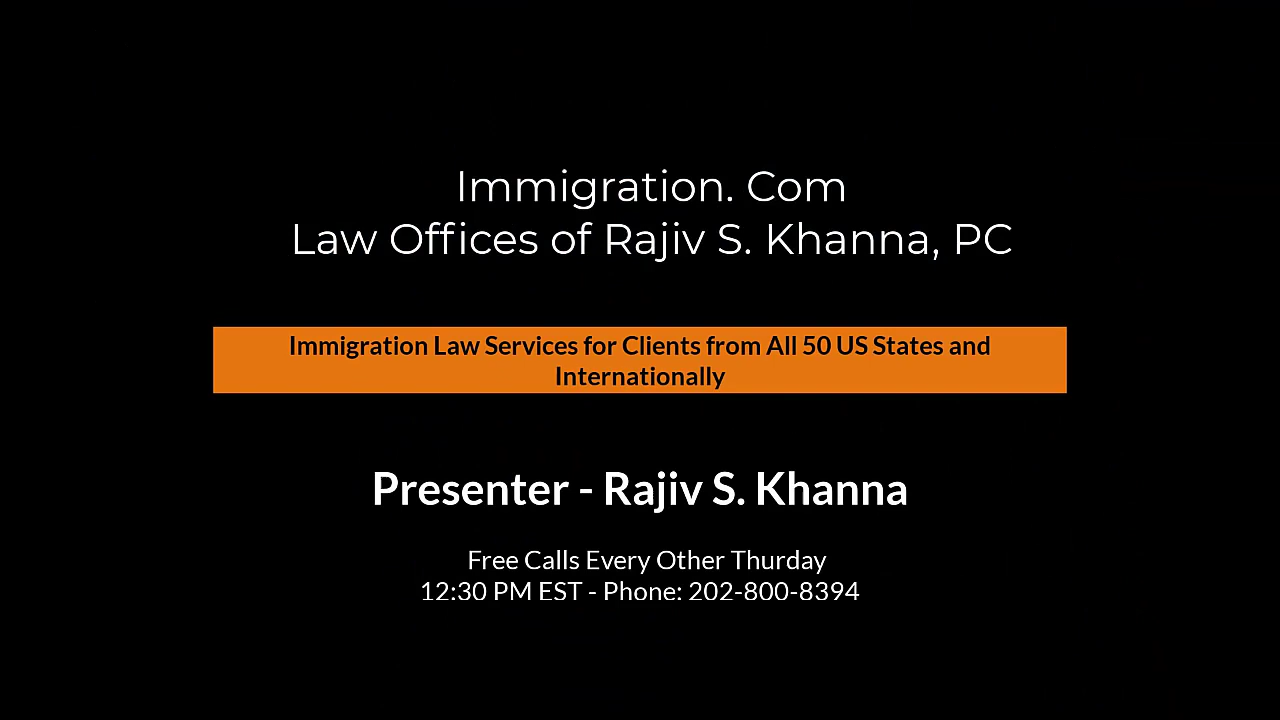 Immigration. Com
Law Offices of Rajiv S. Khanna, PC
Immigration Law Services for Clients from All 50 US States and
Internationally
Presenter - Rajiv S. Khanna
Free Calls Every Other Thurday
12:30 PM EST - Phone: 202-800-8394